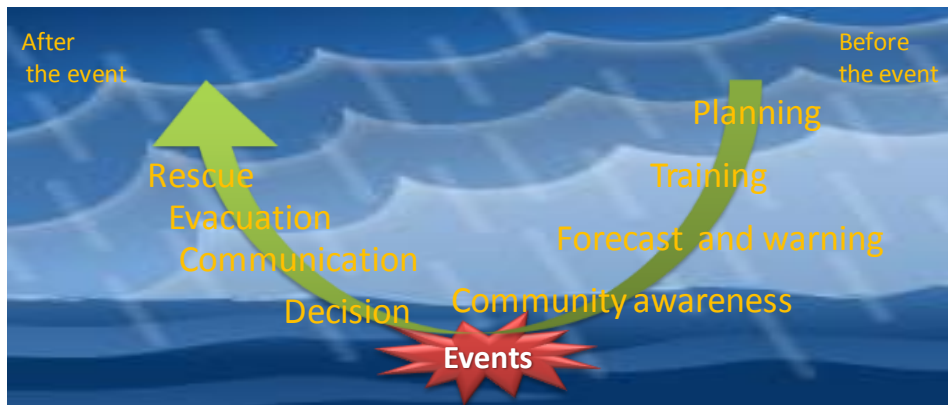 After
the event
Before
the event
Planning
Training
Forecast and warning
Community awareness
Events
Decision
Communication
Evacuation
Rescue